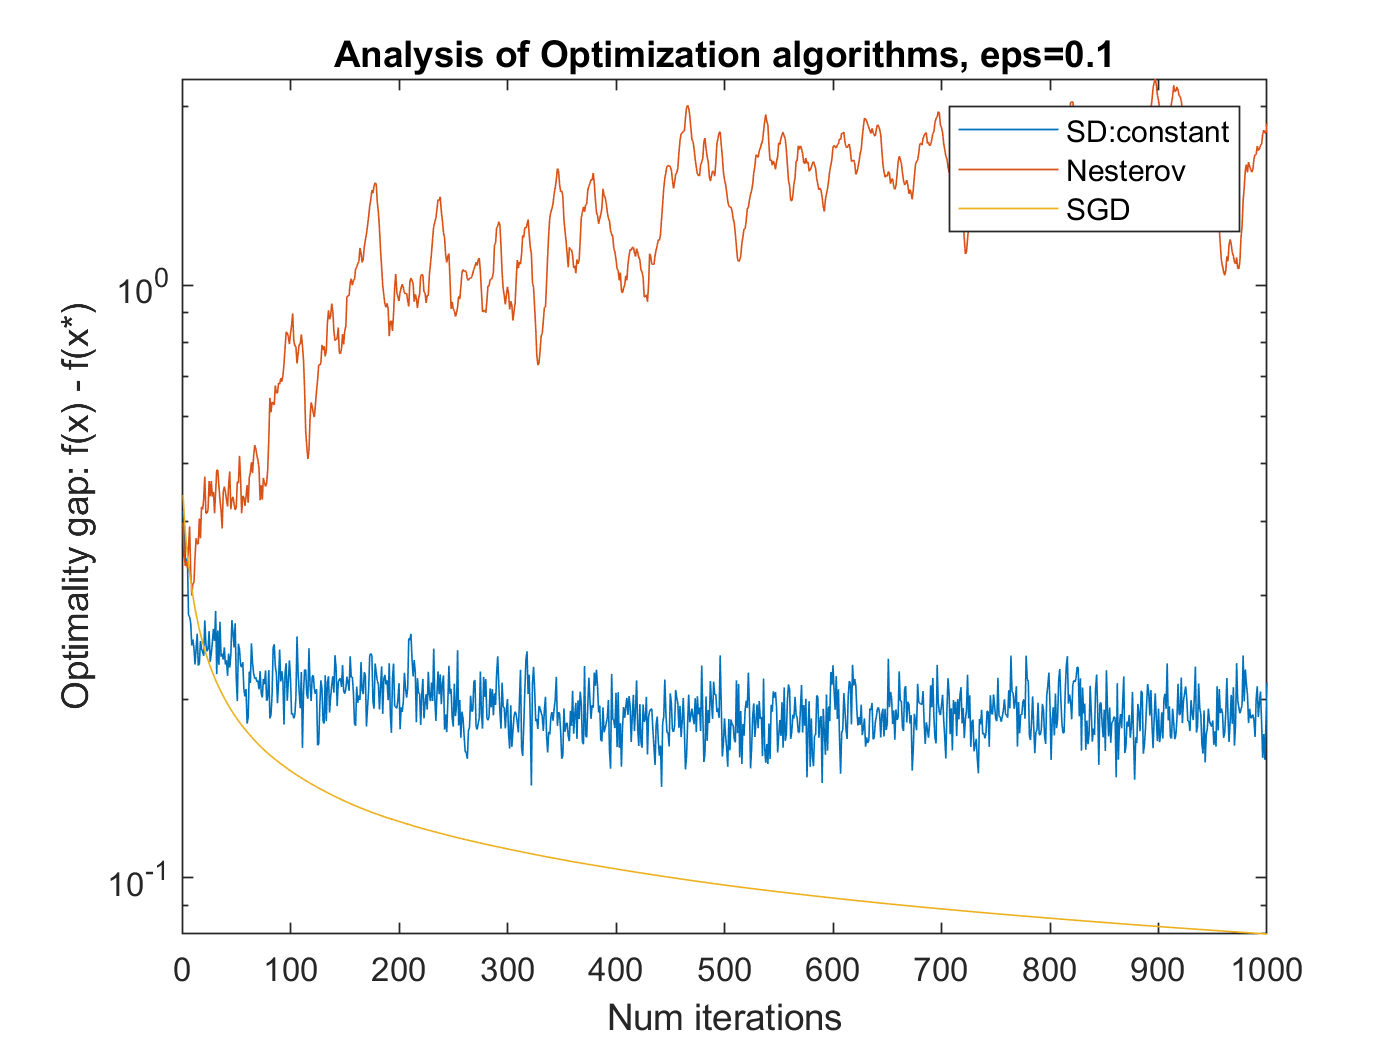 Analysis of Optimization algorithms, eps=0.1
SD:constant
Nesterov
SGD
Optimality gap: f(x) - f(x*)
10^0
10^-1
0 100 200 300 400 500 600 700 800 900 1000
Num iterations